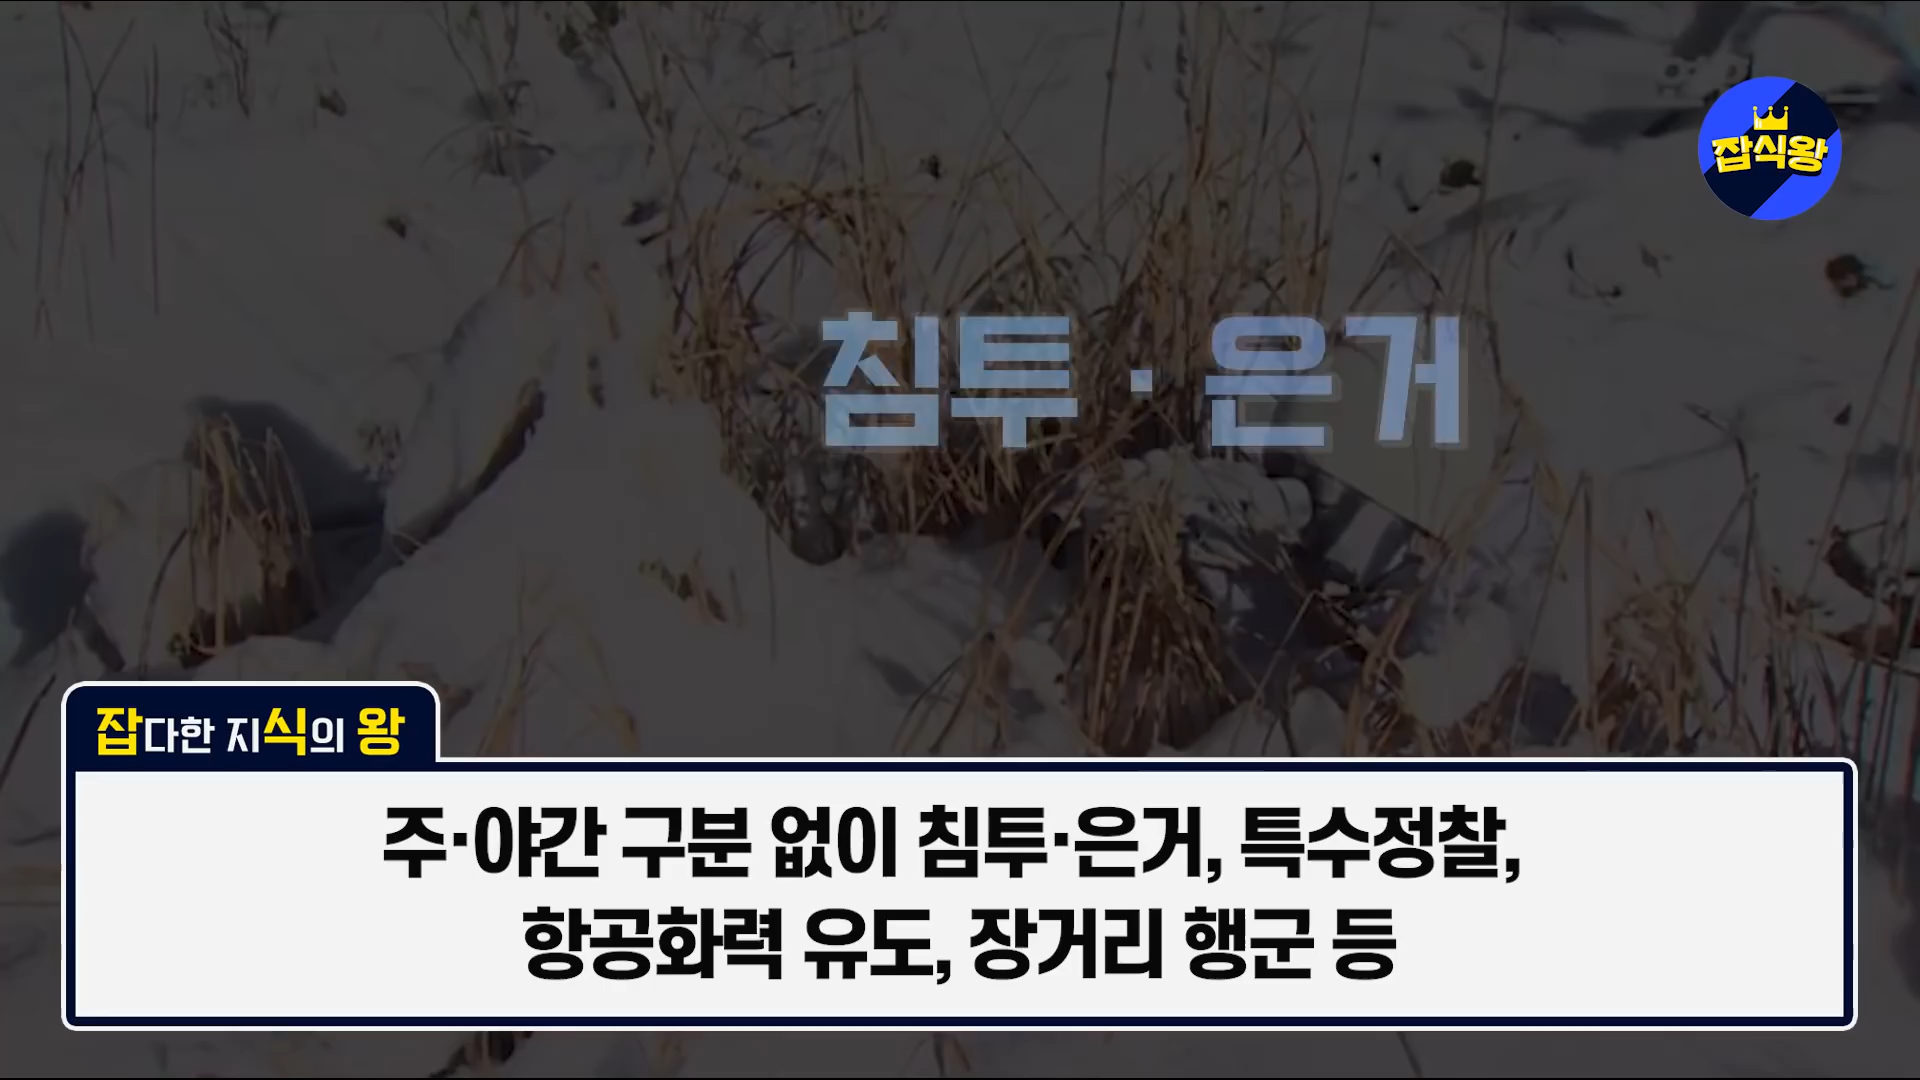 잡식왕
침투·은거
잡다한 지식의 왕
주·야간 구분 없이 침투·은거, 특수정찰,
항공화력 유도, 장거리 행군 등